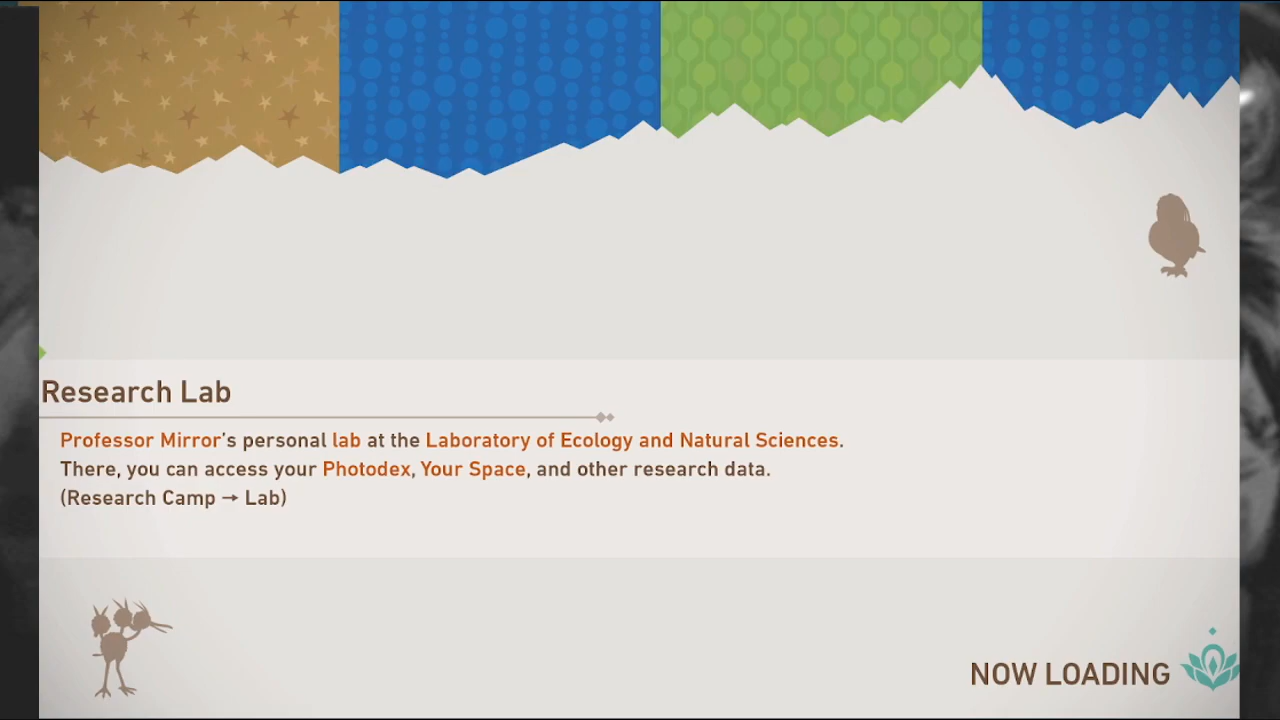 Research Lab
Professor Mirror's personal lab at the Laboratory of Ecology and Natural Sciences.
There, you can access your Photodex, Your Space, and other research data.
(Research Camp → Lab)
NOW LOADING